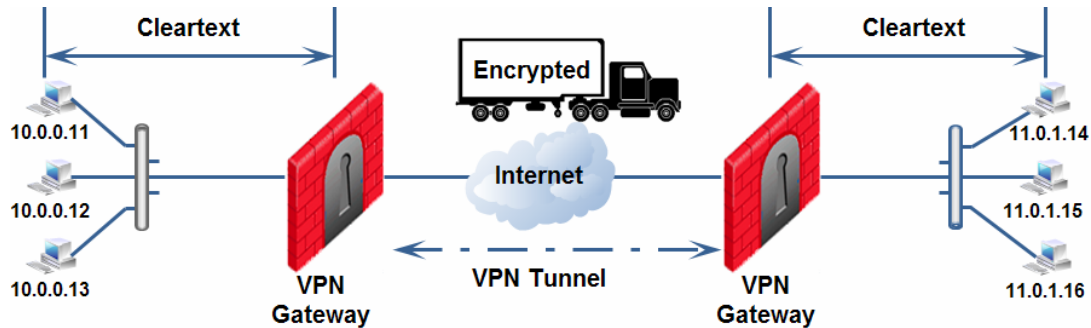 Cleartext
Cleartext
Encrypted
10.0.0.11
11.0.1.14
Internet
10.0.0.12
11.0.1.15
VPN Tunnel
10.0.0.13
VPN
Gateway
VPN
Gateway
11.0.1.16